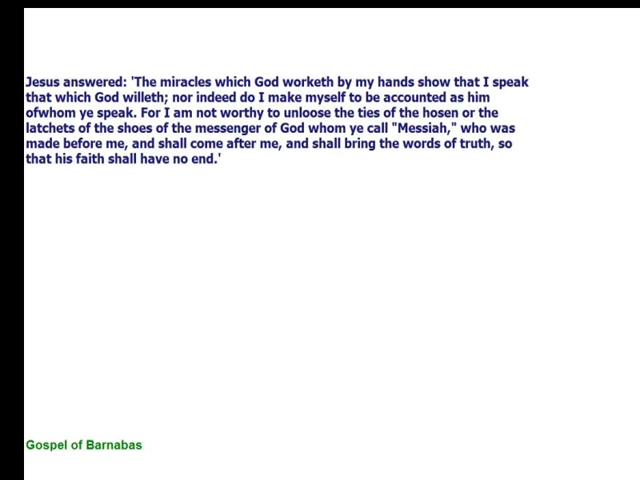 Jesus answered: 'The miracles which God worketh by my hands show that I speak
that which God willeth; nor indeed do I make myself to be accounted as him
ofwhom ye speak. For I am not worthy to unloose the ties of the hosen or the
latchets of the shoes of the messenger of God whom ye call "Messiah," who was
made before me, and shall come after me, and shall bring the words of truth, so
that his faith shall have no end.'
Gospel of Barnabas